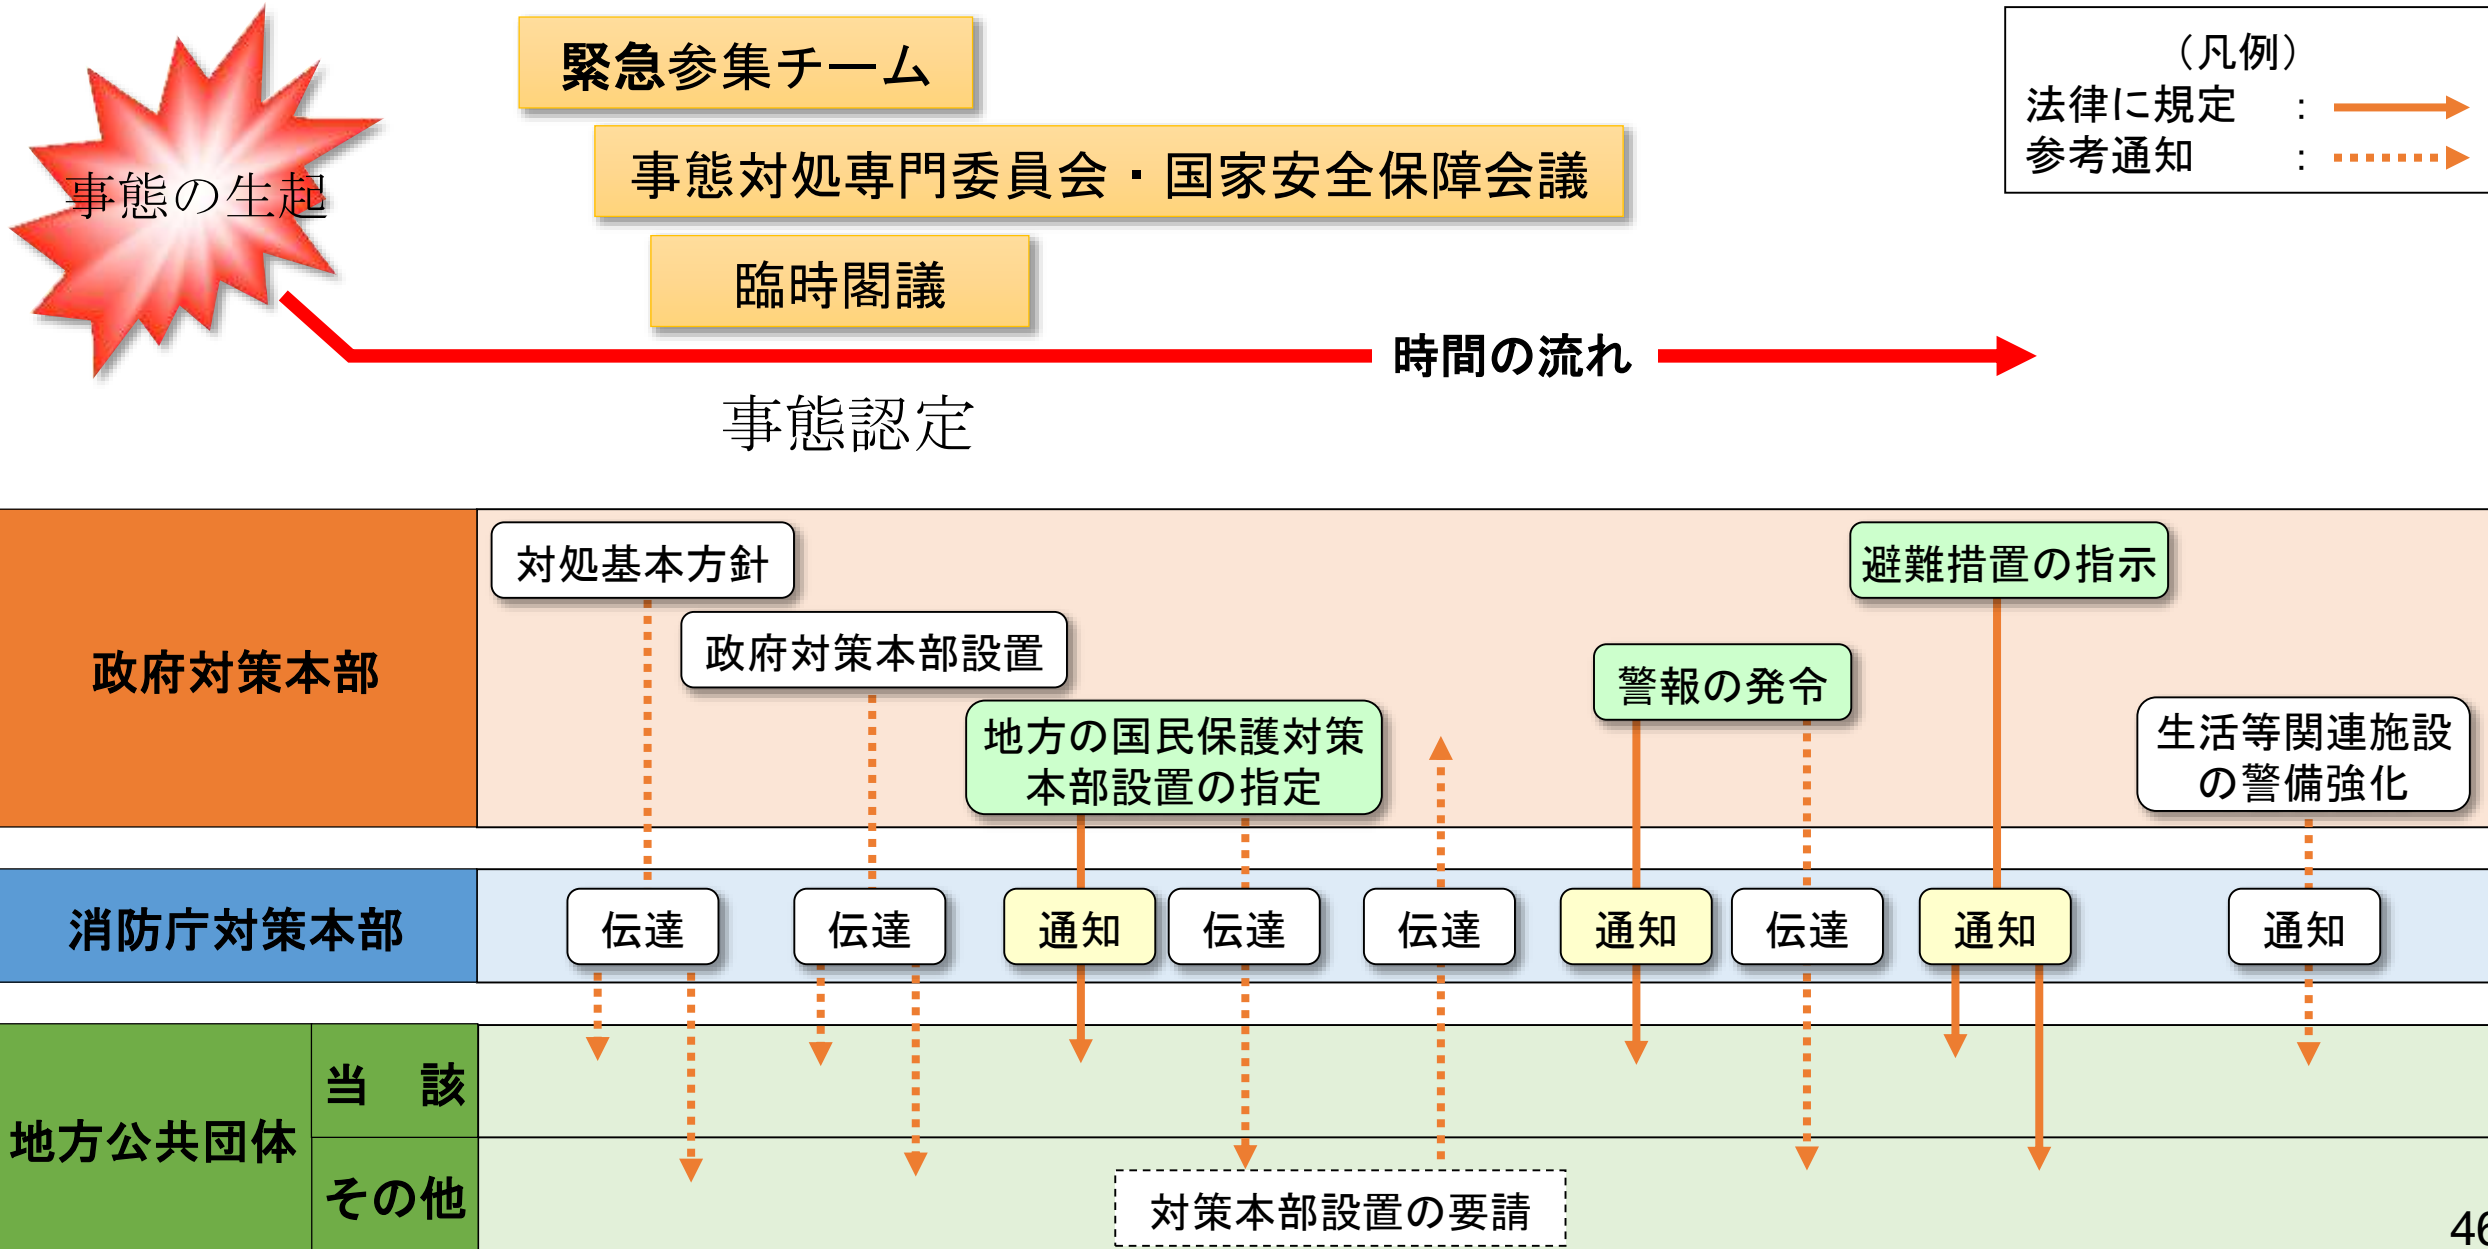 事態の生起
緊急参集チーム
事態対処専門委員会・国家安全保障会議
臨時閣議
（凡例）
法律に規定　：
参考通知　：
時間の流れ
事態認定
政府対策本部
対処基本方針
政府対策本部設置
地方の国民保護対策
本部設置の指定
警報の発令
避難措置の指示
生活等関連施設
の警備強化
消防庁対策本部
伝達
伝達
通知
伝達
伝達
通知
伝達
通知
通知
地方公共団体
当　該
その他
対策本部設置の要請
46